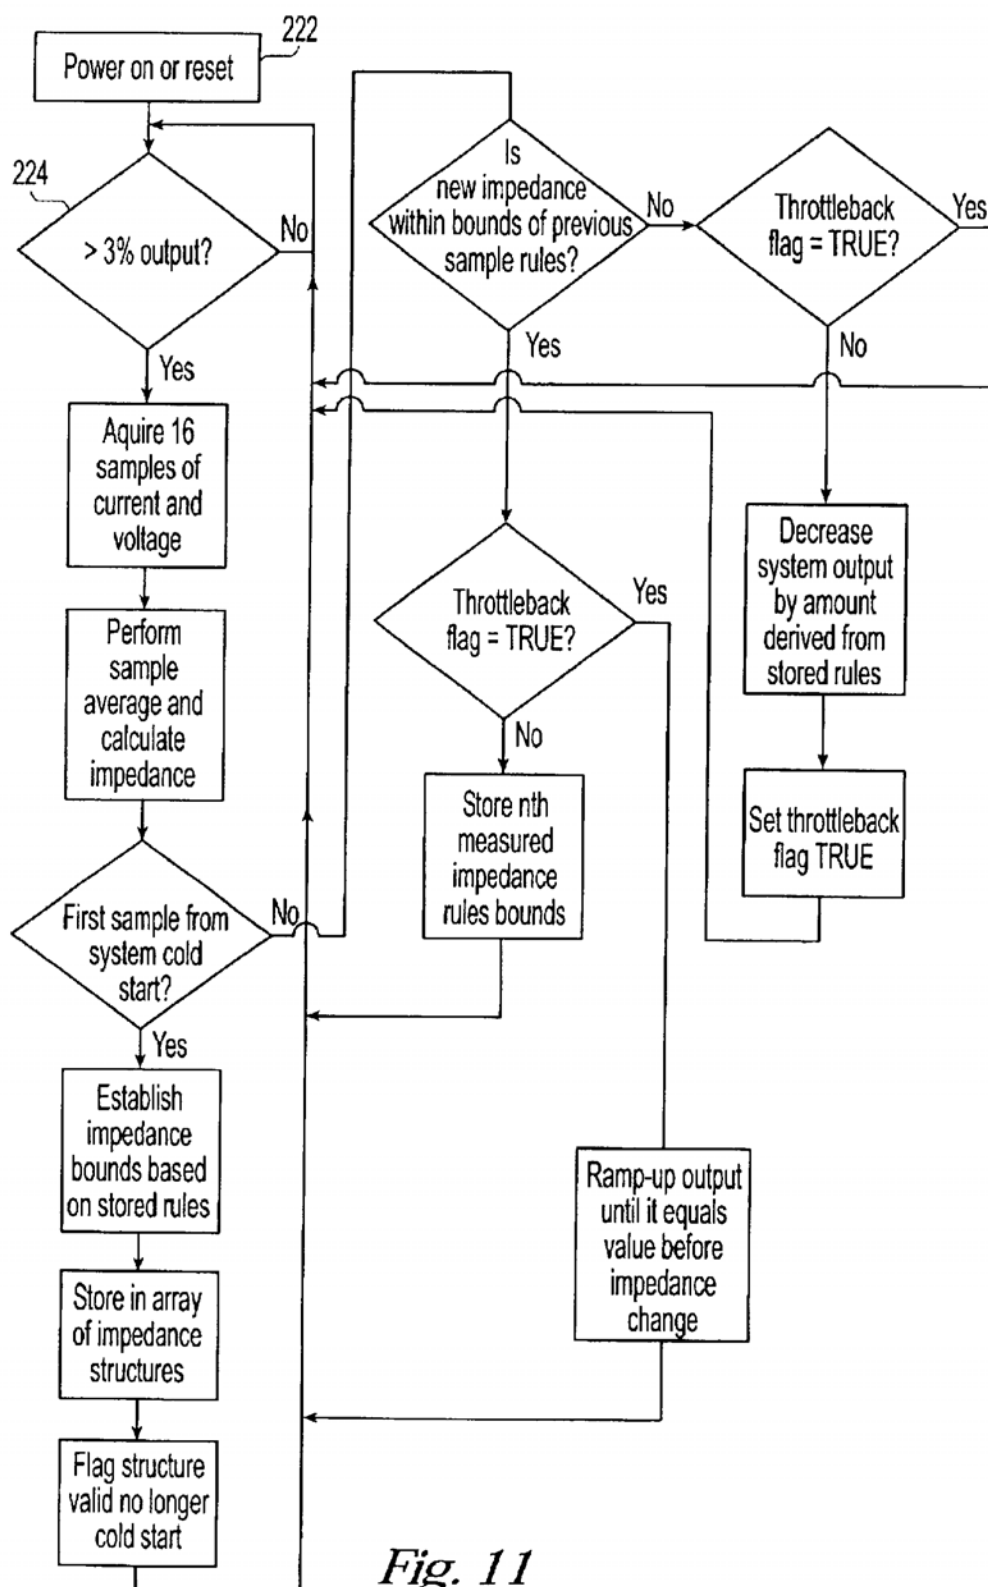 222
Power on or reset
224
> 3% output?
No
Yes
Aquire 16
samples of
current and
voltage
Perform
sample
average and
calculate
impedance
First sample from
system cold
start?
No
Yes
Establish
impedance
bounds based
on stored rules
Store in array
of impedance
structures
Flag structure
valid no longer
cold start
Is
new impedance
within bounds of previous
sample rules?
No
Yes
Throttleback
flag = TRUE?
Yes
No
Store nth
measured
impedance
rules bounds
Ramp-up output
until it equals
value before
impedance
change
Throttleback
flag = TRUE?
Yes
No
Decrease
system output
by amount
derived from
stored rules
Set throttleback
flag TRUE
Fig. 11